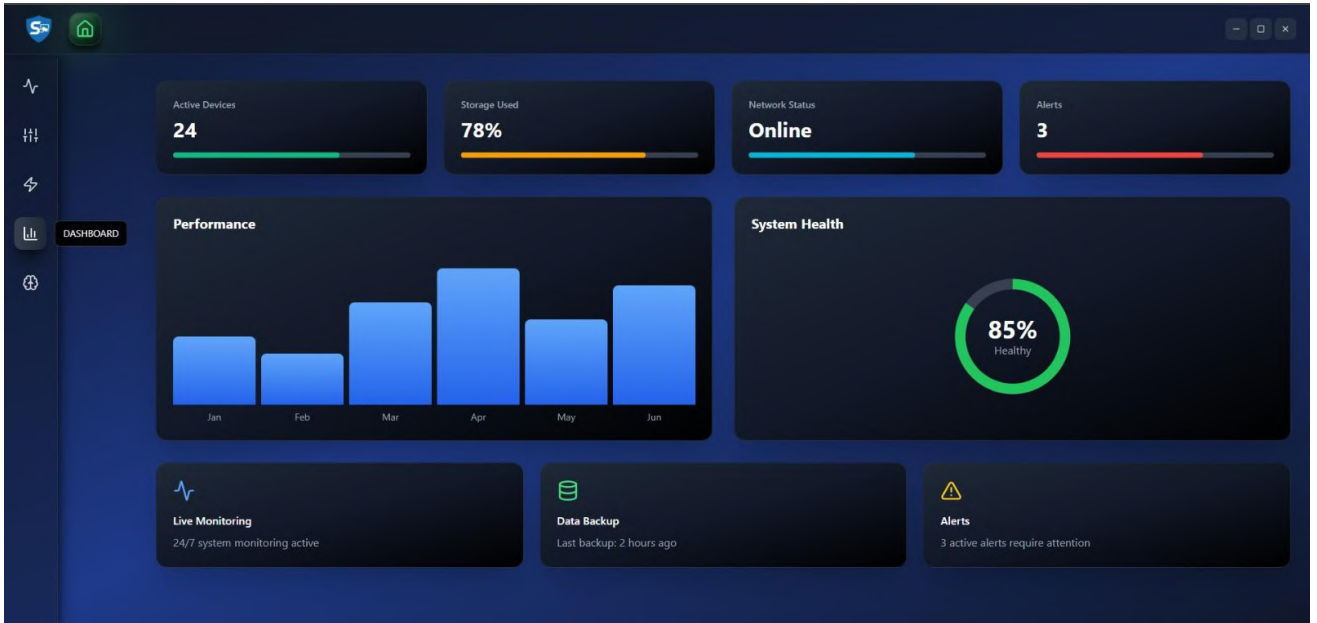 S
Active Devices
24
Storage Used
78%
Network Status
Online
Alerts
3
DASHBOARD
Performance
Jan
Feb
Mar
Apr
May
Jun
System Health
85%
Healthy
Live Monitoring
24/7 system monitoring active
Data Backup
Last backup: 2 hours ago
Alerts
3 active alerts require attention